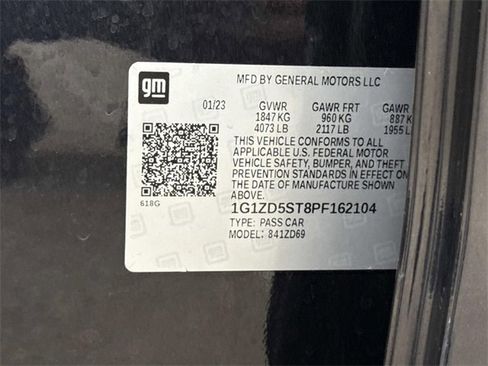 gm
MFD BY GENERAL MOTORS LLC
01/23 GVWR GAWR FRT GAWR
1847 KG 960 KG 887 K
4073 LB 2117 LB 1955 L
THIS VEHICLE CONFORMS TO ALL
APPLICABLE U.S. FEDERAL MOTOR
VEHICLE SAFETY, BUMPER, AND THEFT
PREVENTION STANDARDS IN EFFECT ON
THE DATE OF MANUFACTURE SHOWN
ABOVE.
618G
1G1ZD5ST8PF162104
TYPE: PASS CAR
MODEL: 841ZD69